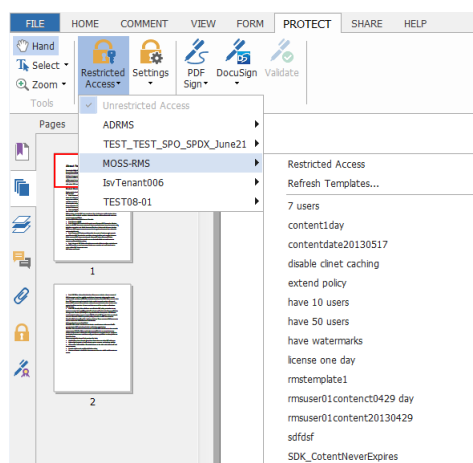 FILE HOME COMMENT VIEW FORM PROTECT SHARE HELP
Hand
Select
Zoom
Tools
Restricted Access
Settings
PDF Sign
DocuSign
Validate
Unrestricted Access
ADRMS
TEST_TEST_SPO_SPDX_June21
MOSS-RMS
IsvTenant006
TEST08-01
Pages
1
2
Restricted Access
Refresh Templates...
7 users
content1day
contentdate20130517
disable clinet caching
extend policy
have 10 users
have 50 users
have watermarks
license one day
rmstemplate1
rmsuser01contenct0429 day
rmsuser01content20130429
sdfdsf
SDK_CotentNeverExpires